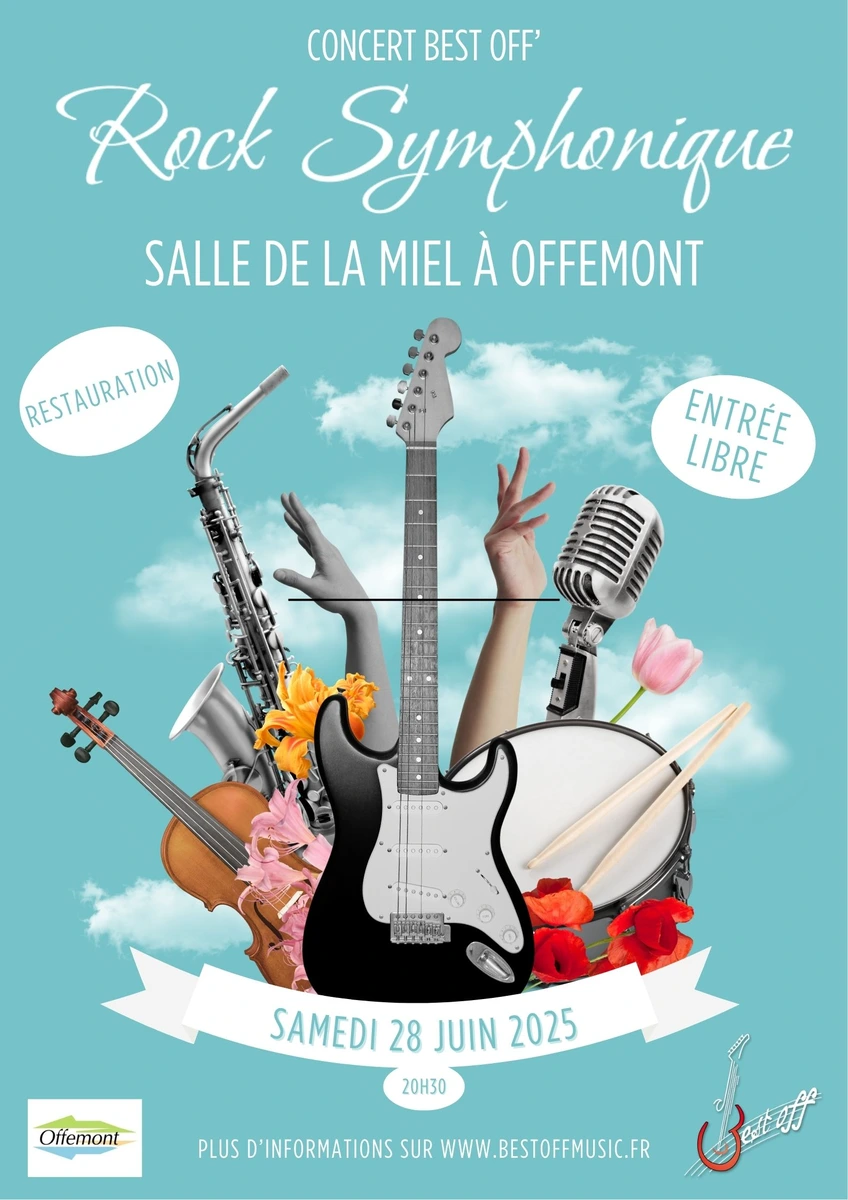 CONCERT BEST OFF'
Rock Symphonique
SALLE DE LA MIEL À OFFEMONT
RESTAURATION
ENTRÉE
LIBRE
SAMEDI 28 JUIN 2025
20H30
Offemont
PLUS D'INFORMATIONS SUR WWW.BESTOFFMUSIC.FR
Best off